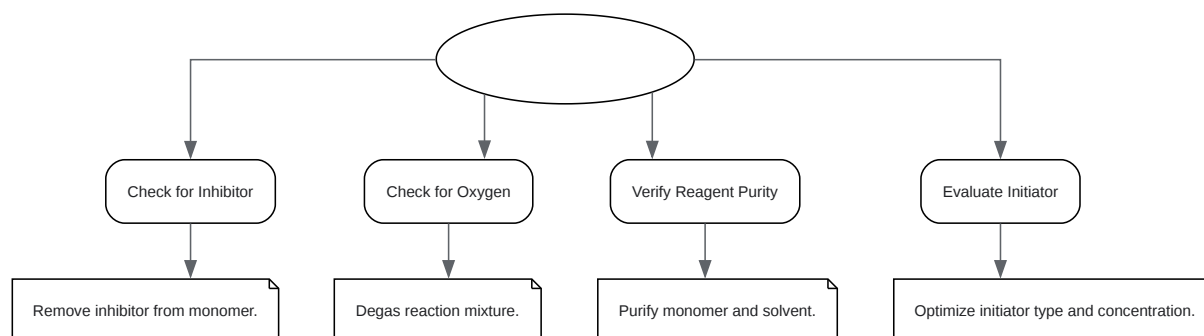 Check for Inhibitor
Check for Oxygen
Verify Reagent Purity
Evaluate Initiator
Remove inhibitor from monomer.
Degas reaction mixture.
Purify monomer and solvent.
Optimize initiator type and concentration.